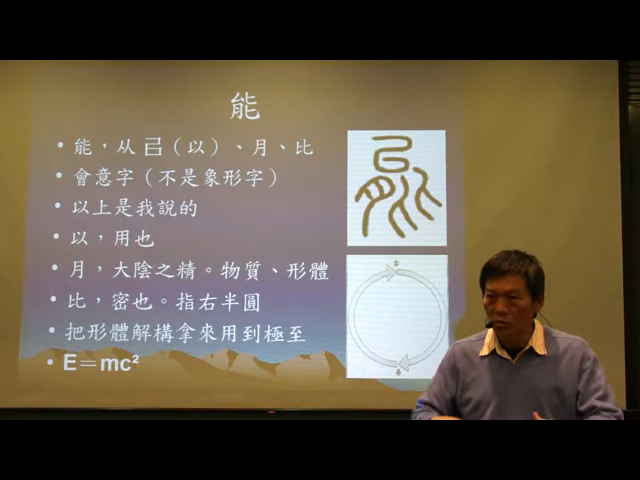 能
• 能，从㠯（以）、月、比
• 會意字（不是象形字）
• 以上是我說的
• 以，用也
• 月，大陰之精。物質、形體
• 比，密也。指右半圓
• 把形體解構拿來用到極至
• E＝mc²